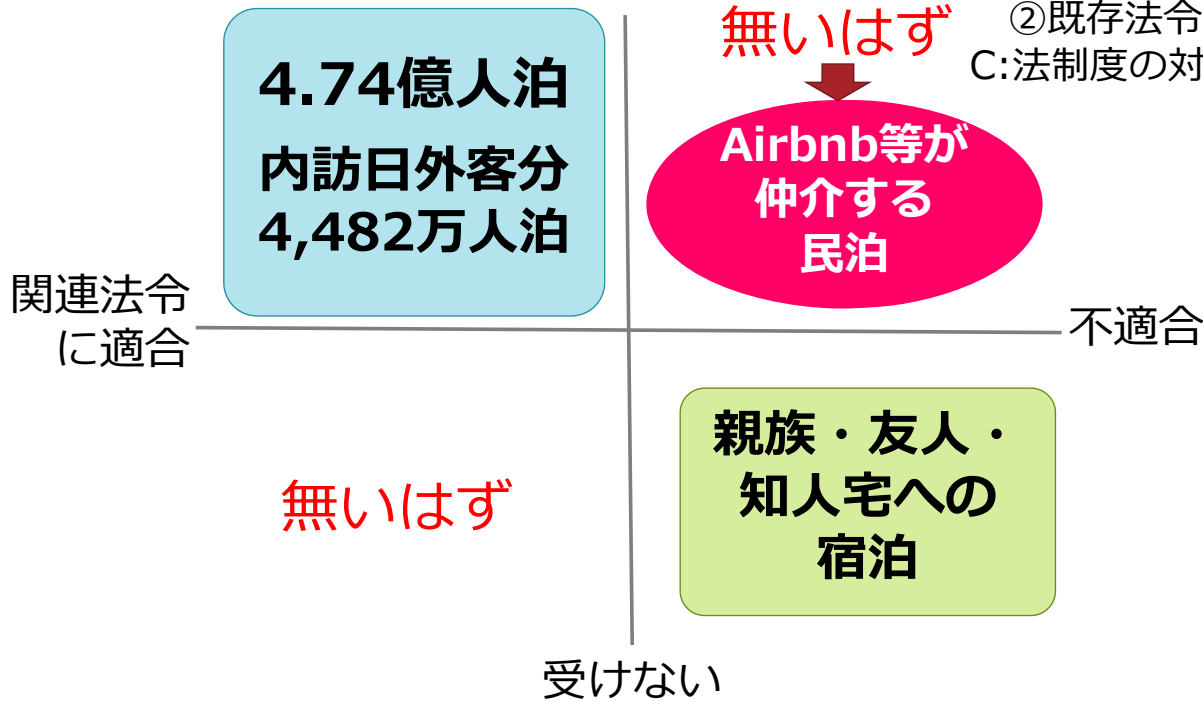 無いはず
②既存法令
C:法制度の対
4.74億人泊
内訪日外客分
4,482万人泊
Airbnb等が
仲介する
民泊
関連法令
に適合
不適合
無いはず
親族・友人・
知人宅への
宿泊
受けない